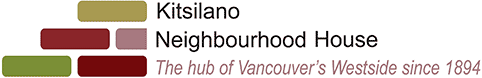 Kitsilano
Neighbourhood House
The hub of Vancouver's Westside since 1894